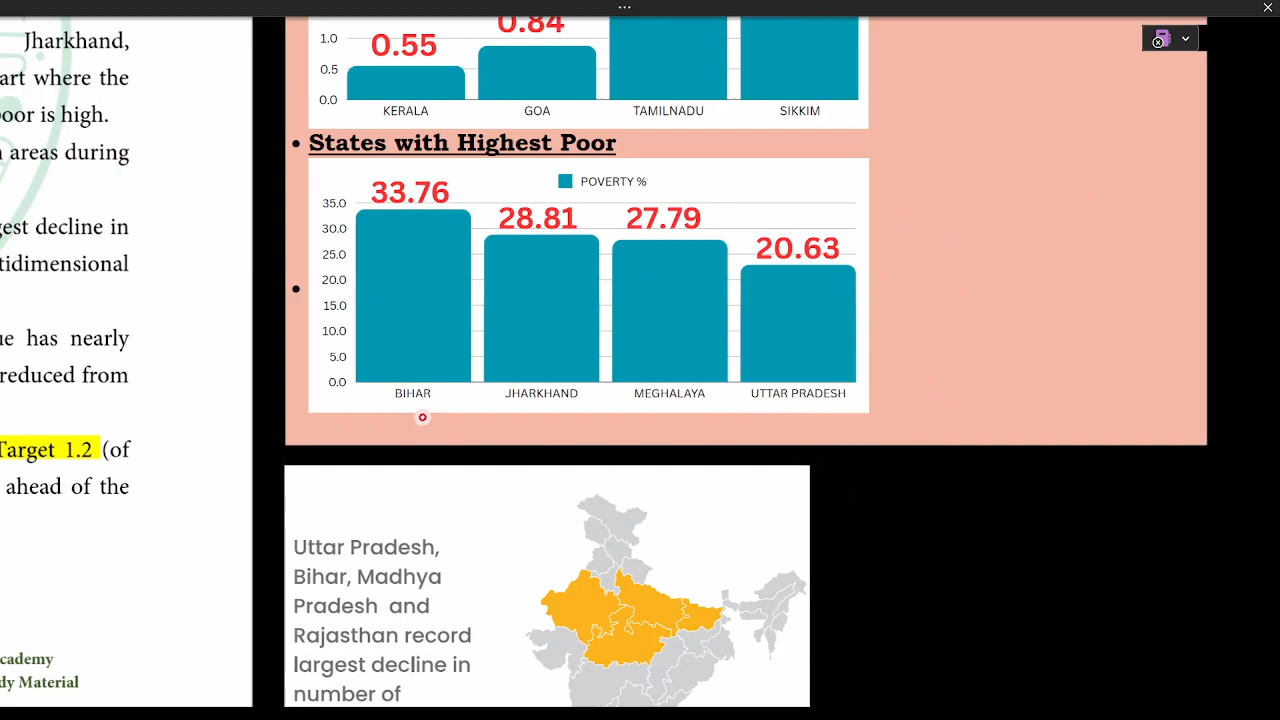 Jharkhand,
art where the
oor is high.
areas during
gest decline in
tidimensional
ue has nearly
reduced from
Target 1.2 (of
ahead of the
cademy
dy Material
1.0
0.5
0.0
0.55
0.84
KERALA
GOA
TAMILNADU
SIKKIM
• States with Highest Poor
POVERTY %
35.0
30.0
25.0
20.0
15.0
10.0
5.0
0.0
33.76
28.81
27.79
20.63
BIHAR
JHARKHAND
MEGHALAYA
UTTAR PRADESH
Uttar Pradesh,
Bihar, Madhya
Pradesh and
Rajasthan record
largest decline in
number of